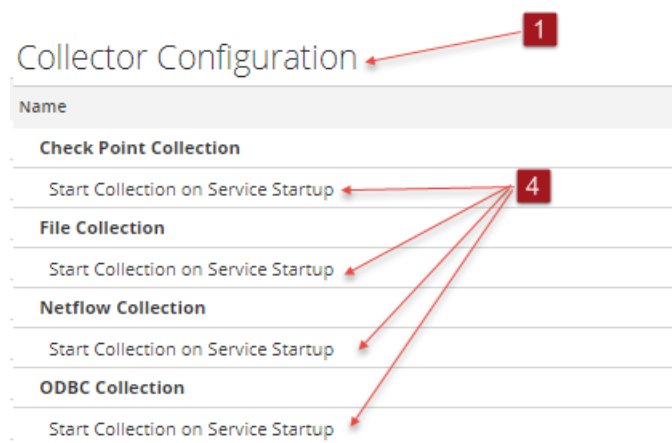 1
Collector Configuration
Name
Check Point Collection
Start Collection on Service Startup
4
File Collection
Start Collection on Service Startup
Netflow Collection
Start Collection on Service Startup
ODBC Collection
Start Collection on Service Startup